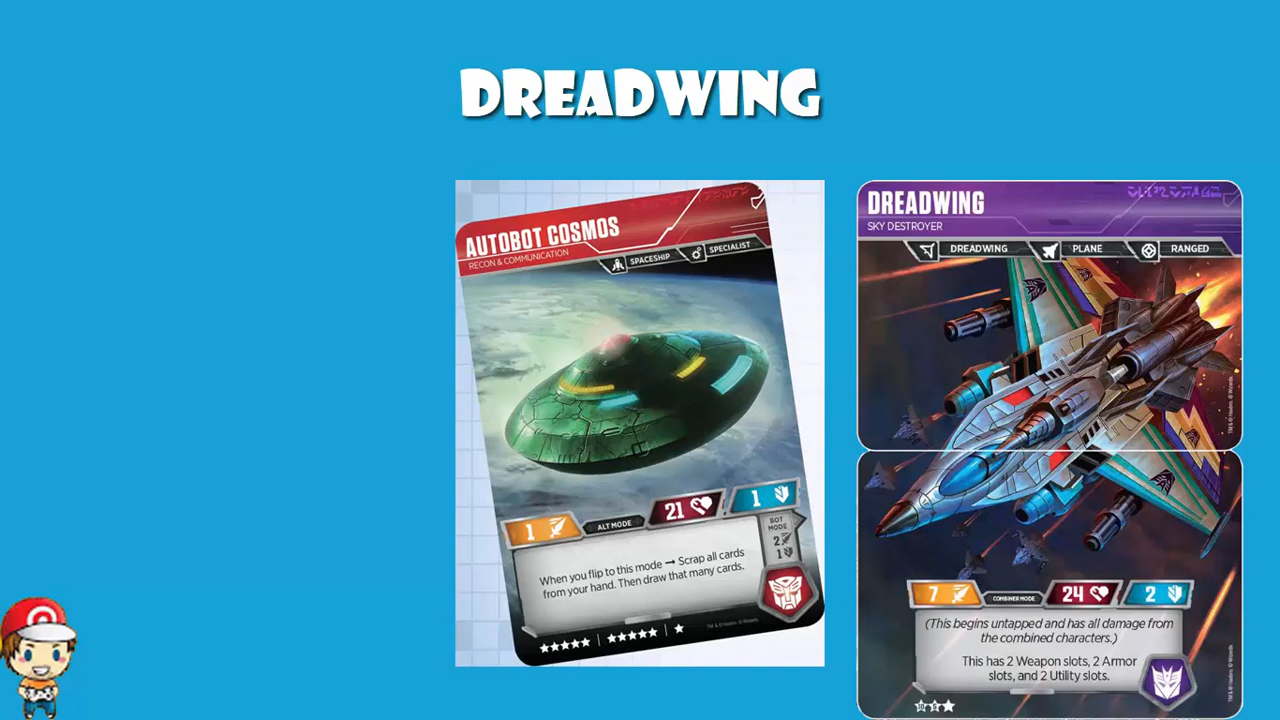 DREADWING
AUTOBOT COSMOS
RECON & COMMUNICATION
SPACESHIP
SPECIALIST
1
ALT MODE
21
1
BOT MODE
2
1
When you flip to this mode → Scrap all cards
from your hand. Then draw that many cards.
DREADWING
SKY DESTROYER
DREADWING
PLANE
RANGED
7
COMBINER MODE
24
2
(This begins untapped and has all damage from
the combined characters.)
This has 2 Weapon slots, 2 Armor
slots, and 2 Utility slots.